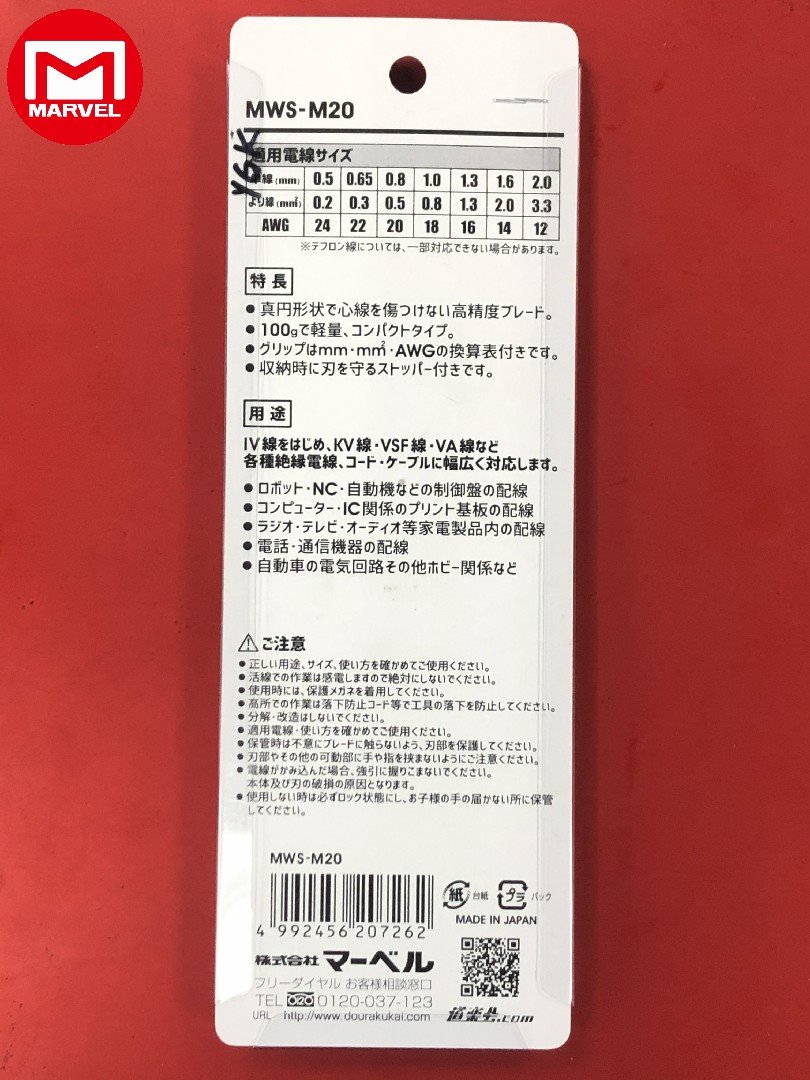 MARVEL
MWS-M20
Y6K
適用電線サイズ
単線(mm) 0.5 0.65 0.8 1.0 1.3 1.6 2.0
より線(mm²) 0.2 0.3 0.5 0.8 1.3 2.0 3.3
AWG 24 22 20 18 16 14 12
※テフロン線については、一部対応できない場合があります。
特長
●真円形状で心線を傷つけない高精度ブレード。
●100gで軽量、コンパクトタイプ。
●グリップはmm・mm²・AWGの換算表付きです。
●収納時に刃を守るストッパー付きです。
用途
IV線をはじめ、KV線・VSF線・VA線など
各種絶縁電線、コード・ケーブルに幅広く対応します。
●ロボット・NC・自動機などの制御盤の配線
●コンピューター・IC関係のプリント基板の配線
●ラジオ・テレビ・オーディオ等家電製品内の配線
●電話・通信機器の配線
●自動車の電気回路その他ホビー関係など
⚠ご注意
●正しい用途、サイズ、使い方を確かめてご使用ください。
●活線での作業は感電しますので絶対にしないでください。
●使用時には、保護メガネを着用してください。
●高所での作業は落下防止コード等で工具の落下を防止してください。
●分解・改造はしないでください。
●適用電線・使い方を確かめてご使用ください。
●保管時は不意にブレードに触らないよう、刃部を保護してください。
●刃部やその他の可動部に手や指を挟まないようにご注意ください。
●電線がかみ込んだ場合、強引に握りこまないでください。
本体及び刃の破損の原因となります。
●使用しない時は必ずロック状態にし、お子様の手の届かない所に保管
してください。
MWS-M20
4 992456 207262
紙 台紙 プラ パック
MADE IN JAPAN
株式会社 マーベル
フリーダイヤル お客様相談窓口
TEL 0120-037-123
URL http://www.dourakukai.com
道楽会.com